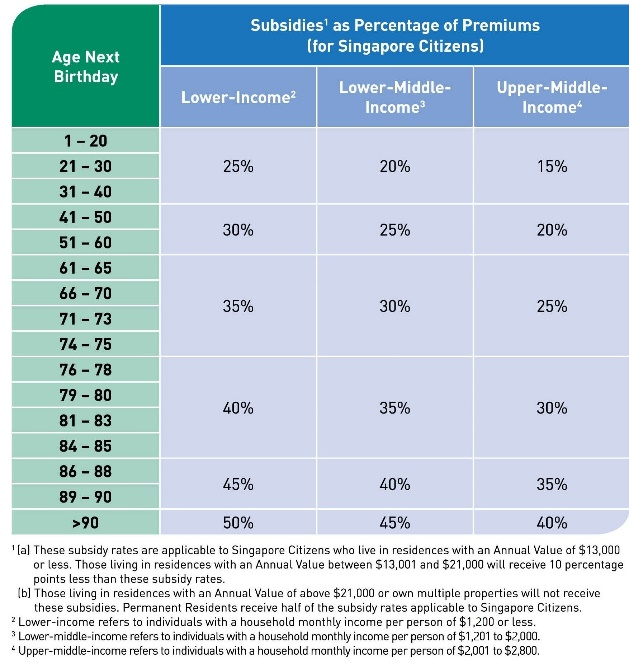 Age Next
Birthday
Subsidies¹ as Percentage of Premiums
(for Singapore Citizens)
Lower-Income²
Lower-Middle-
Income³
Upper-Middle-
Income⁴
1 – 20
21 – 30
31 – 40
25%
20%
15%
41 – 50
51 – 60
30%
25%
20%
61 – 65
66 – 70
71 – 73
74 – 75
35%
30%
25%
76 – 78
79 – 80
81 – 83
84 – 85
40%
35%
30%
86 – 88
89 – 90
45%
40%
35%
>90
50%
45%
40%
¹ (a) These subsidy rates are applicable to Singapore Citizens who live in residences with an Annual Value of $13,000
or less. Those living in residences with an Annual Value between $13,001 and $21,000 will receive 10 percentage
points less than these subsidy rates.
(b) Those living in residences with an Annual Value of above $21,000 or own multiple properties will not receive
these subsidies. Permanent Residents receive half of the subsidy rates applicable to Singapore Citizens.
² Lower-income refers to individuals with a household monthly income per person of $1,200 or less.
³ Lower-middle-income refers to individuals with a household monthly income per person of $1,201 to $2,000.
⁴ Upper-middle-income refers to individuals with a household monthly income per person of $2,001 to $2,800.